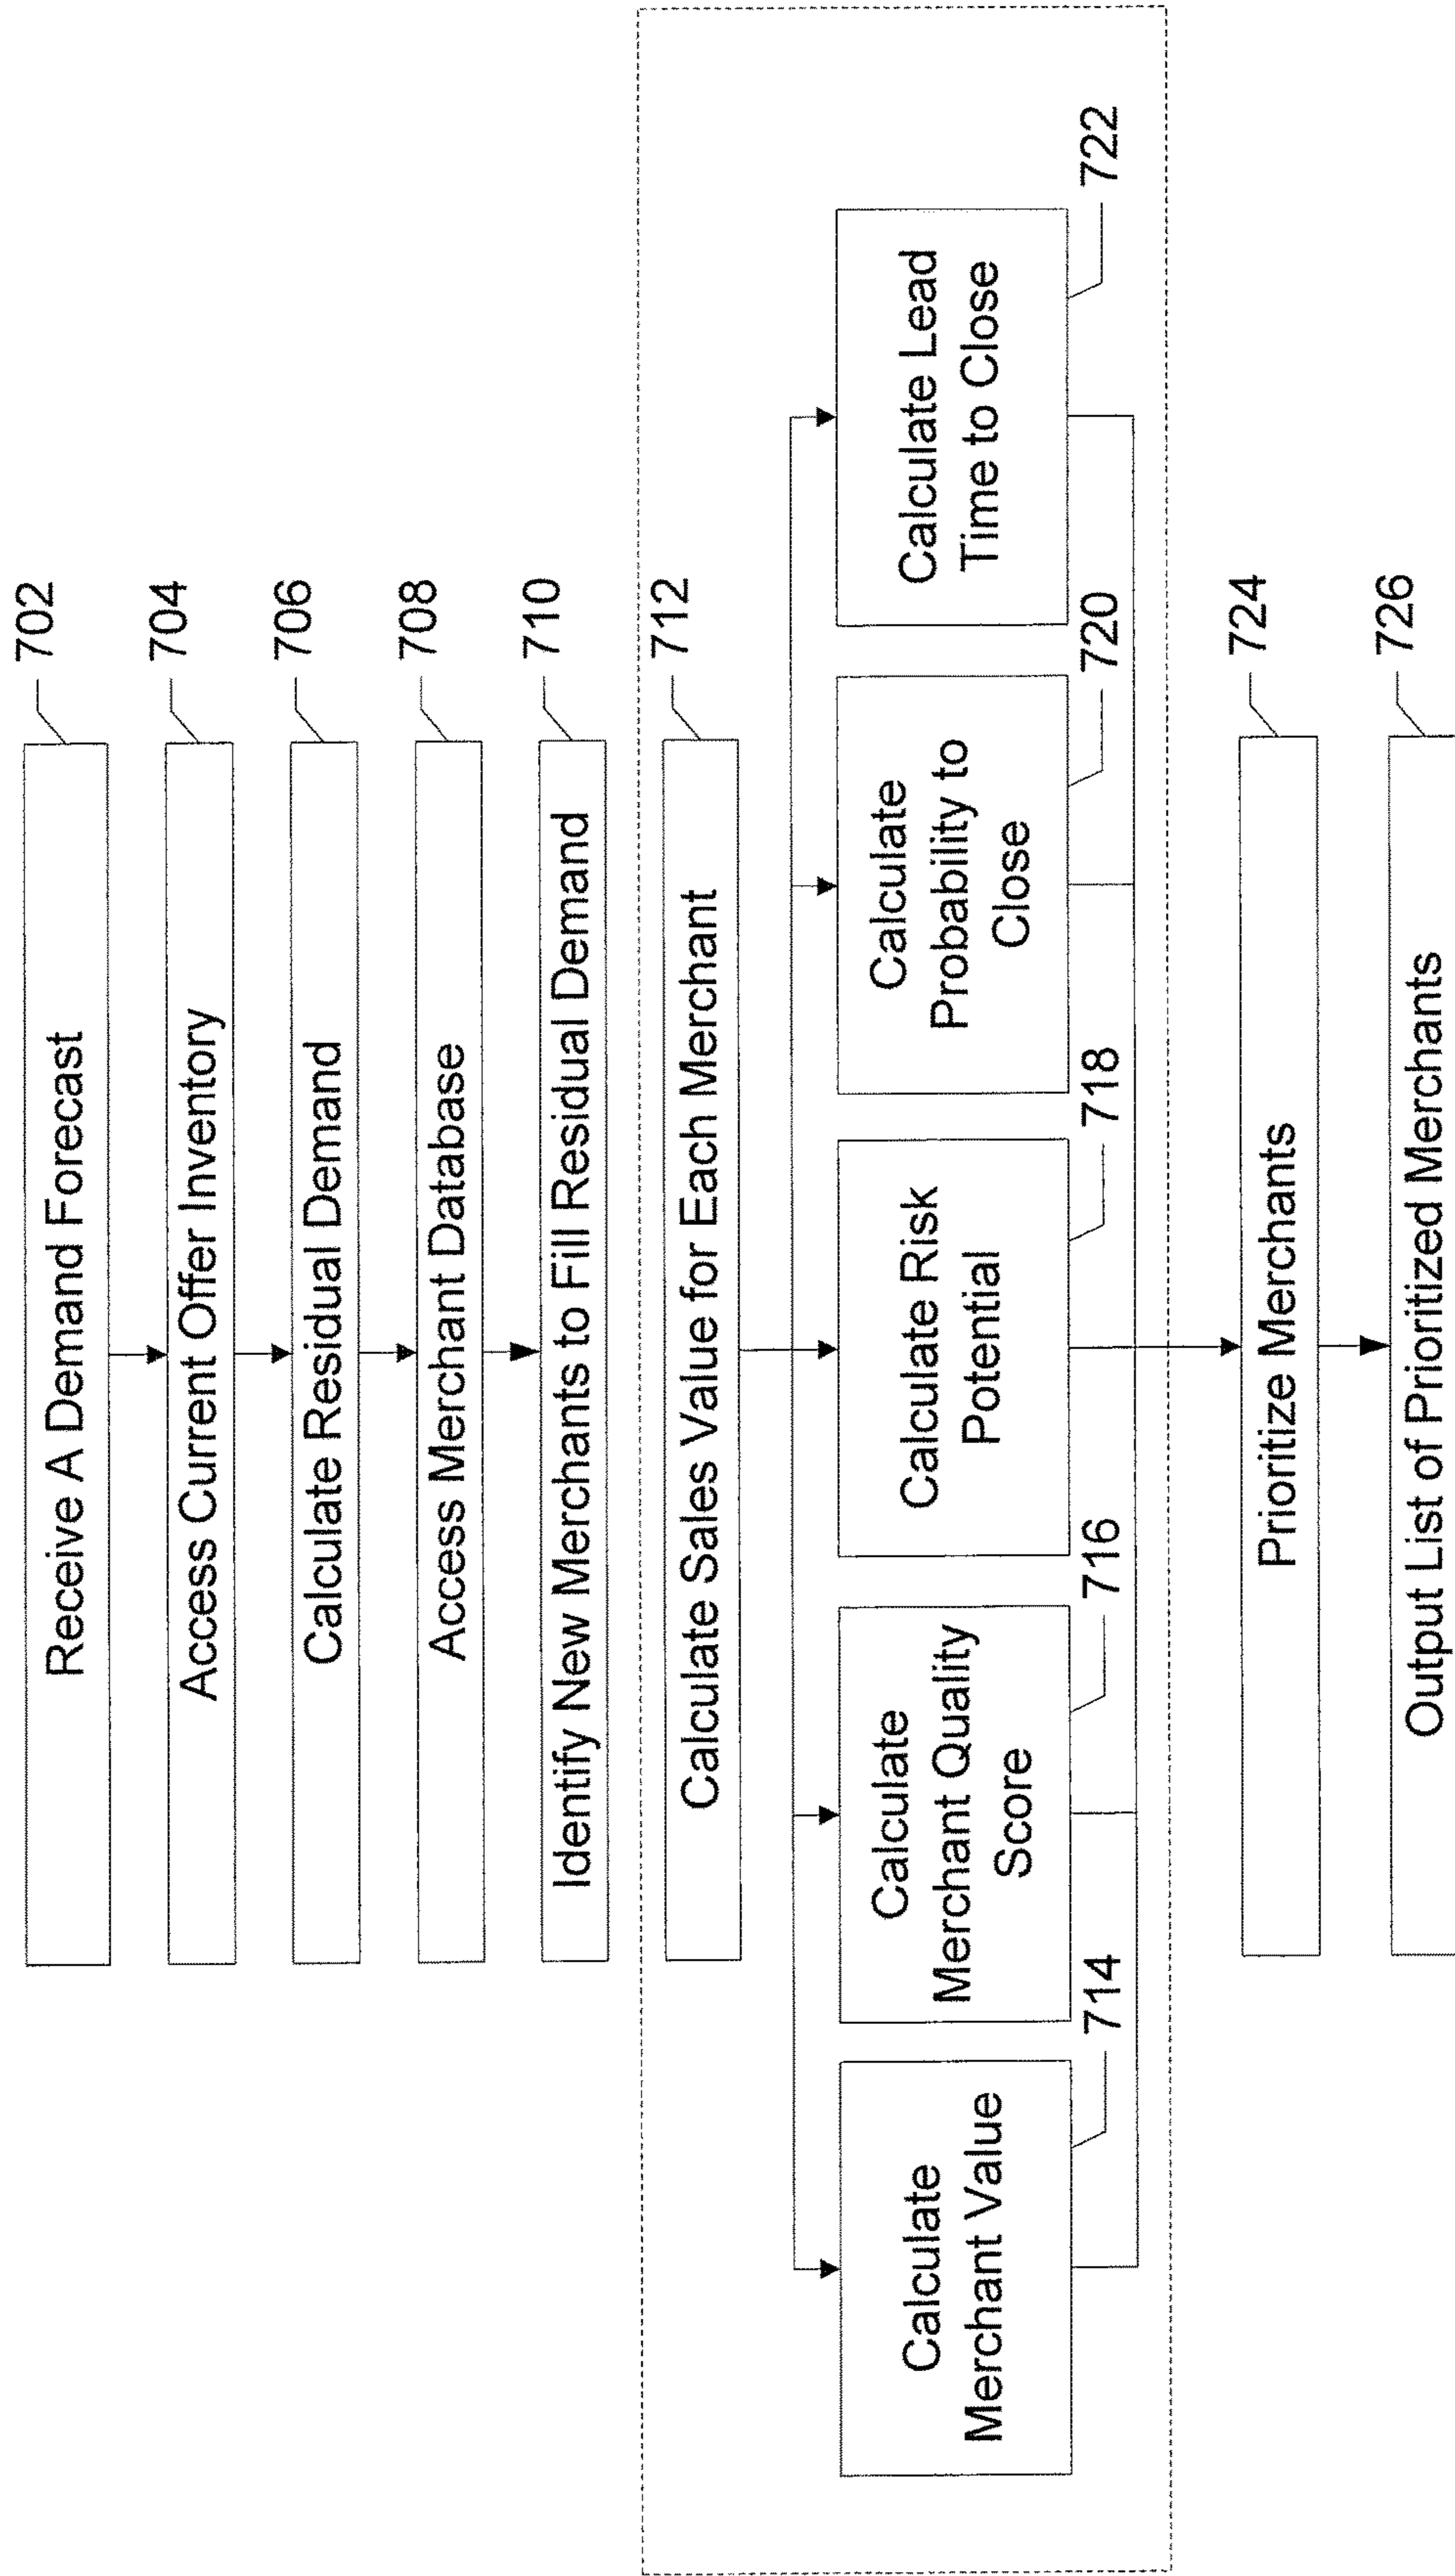 Receive A Demand Forecast
702
Access Current Offer Inventory
704
Calculate Residual Demand
706
Access Merchant Database
708
Identify New Merchants to Fill Residual Demand
710
Calculate Sales Value for Each Merchant
712
Calculate
Merchant Value
714
Calculate
Merchant Quality
Score
716
Calculate Risk
Potential
718
Calculate
Probability to
Close
720
Calculate Lead
Time to Close
722
Prioritize Merchants
724
Output List of Prioritized Merchants
726